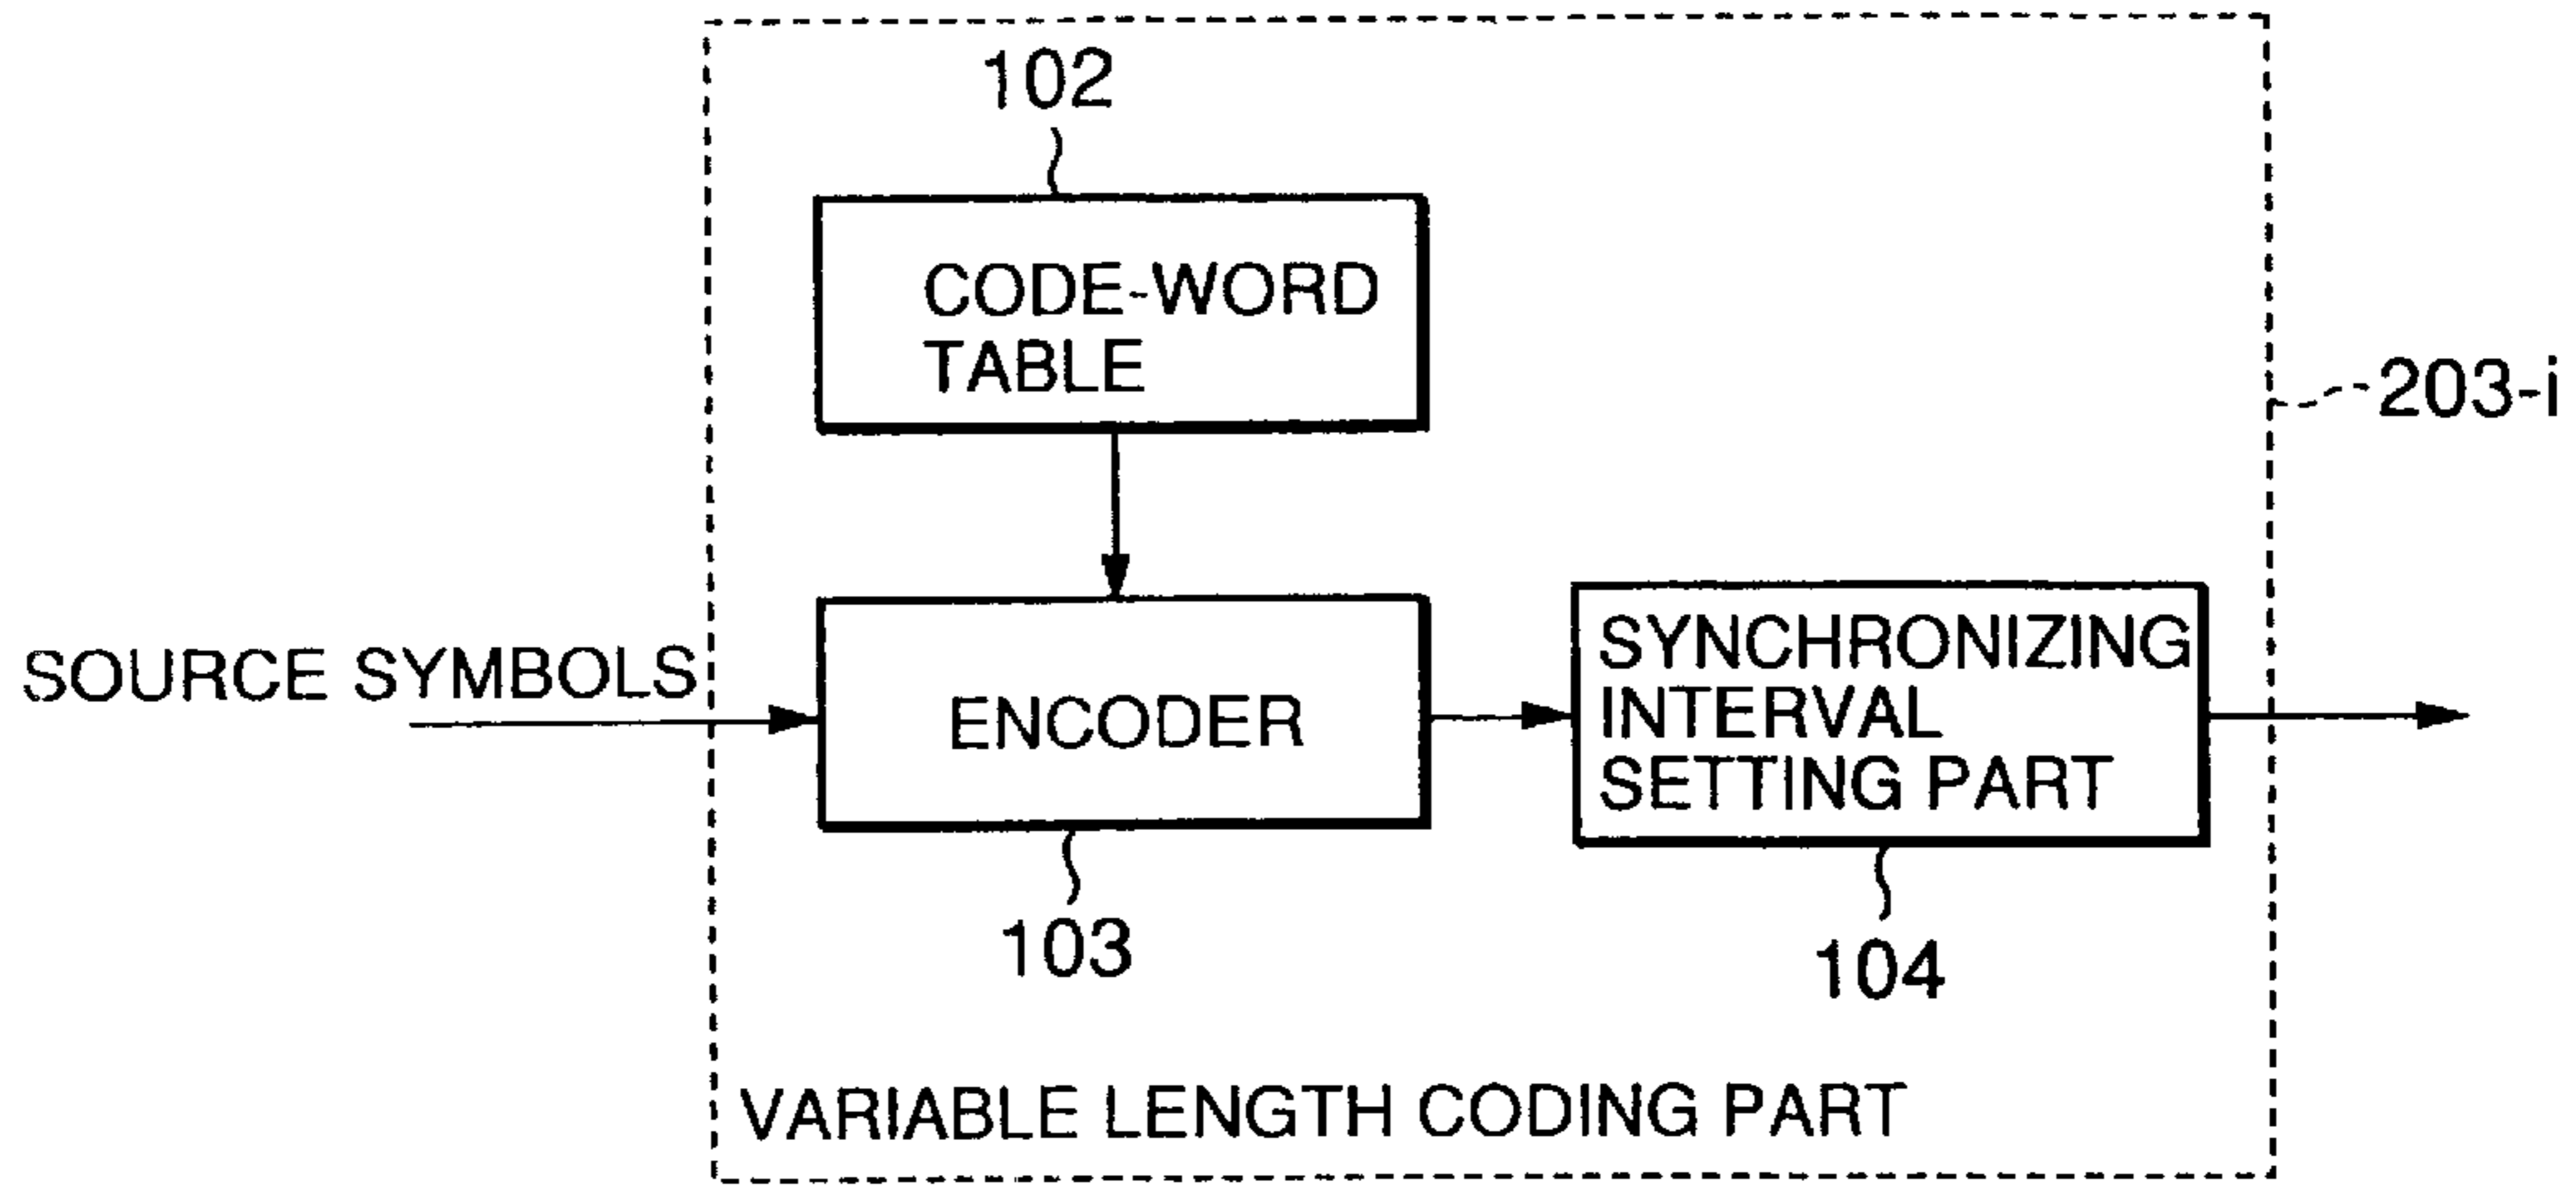 102
CODE-WORD
TABLE
203-i
SOURCE SYMBOLS
ENCODER
SYNCHRONIZING
INTERVAL
SETTING PART
103
104
VARIABLE LENGTH CODING PART